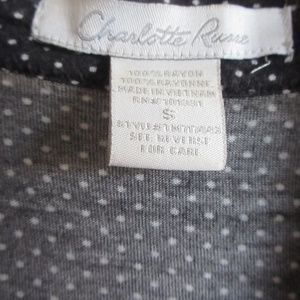 Charlotte Russe
100% RAYON
100% RAYONNE
MADE IN VIETNAM
S
SEE REVERSE
FOR CARE